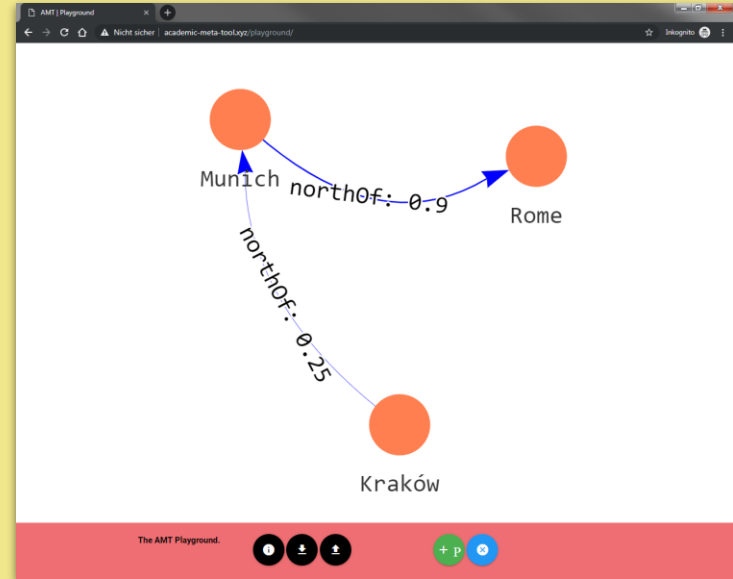 AMT | Playground
Nicht sicher | academic-meta-tool.xyz/playground/
Inkognito
Munich
northOf: 0.9
Rome
northOf: 0.25
Kraków
The AMT Playground.
+ P